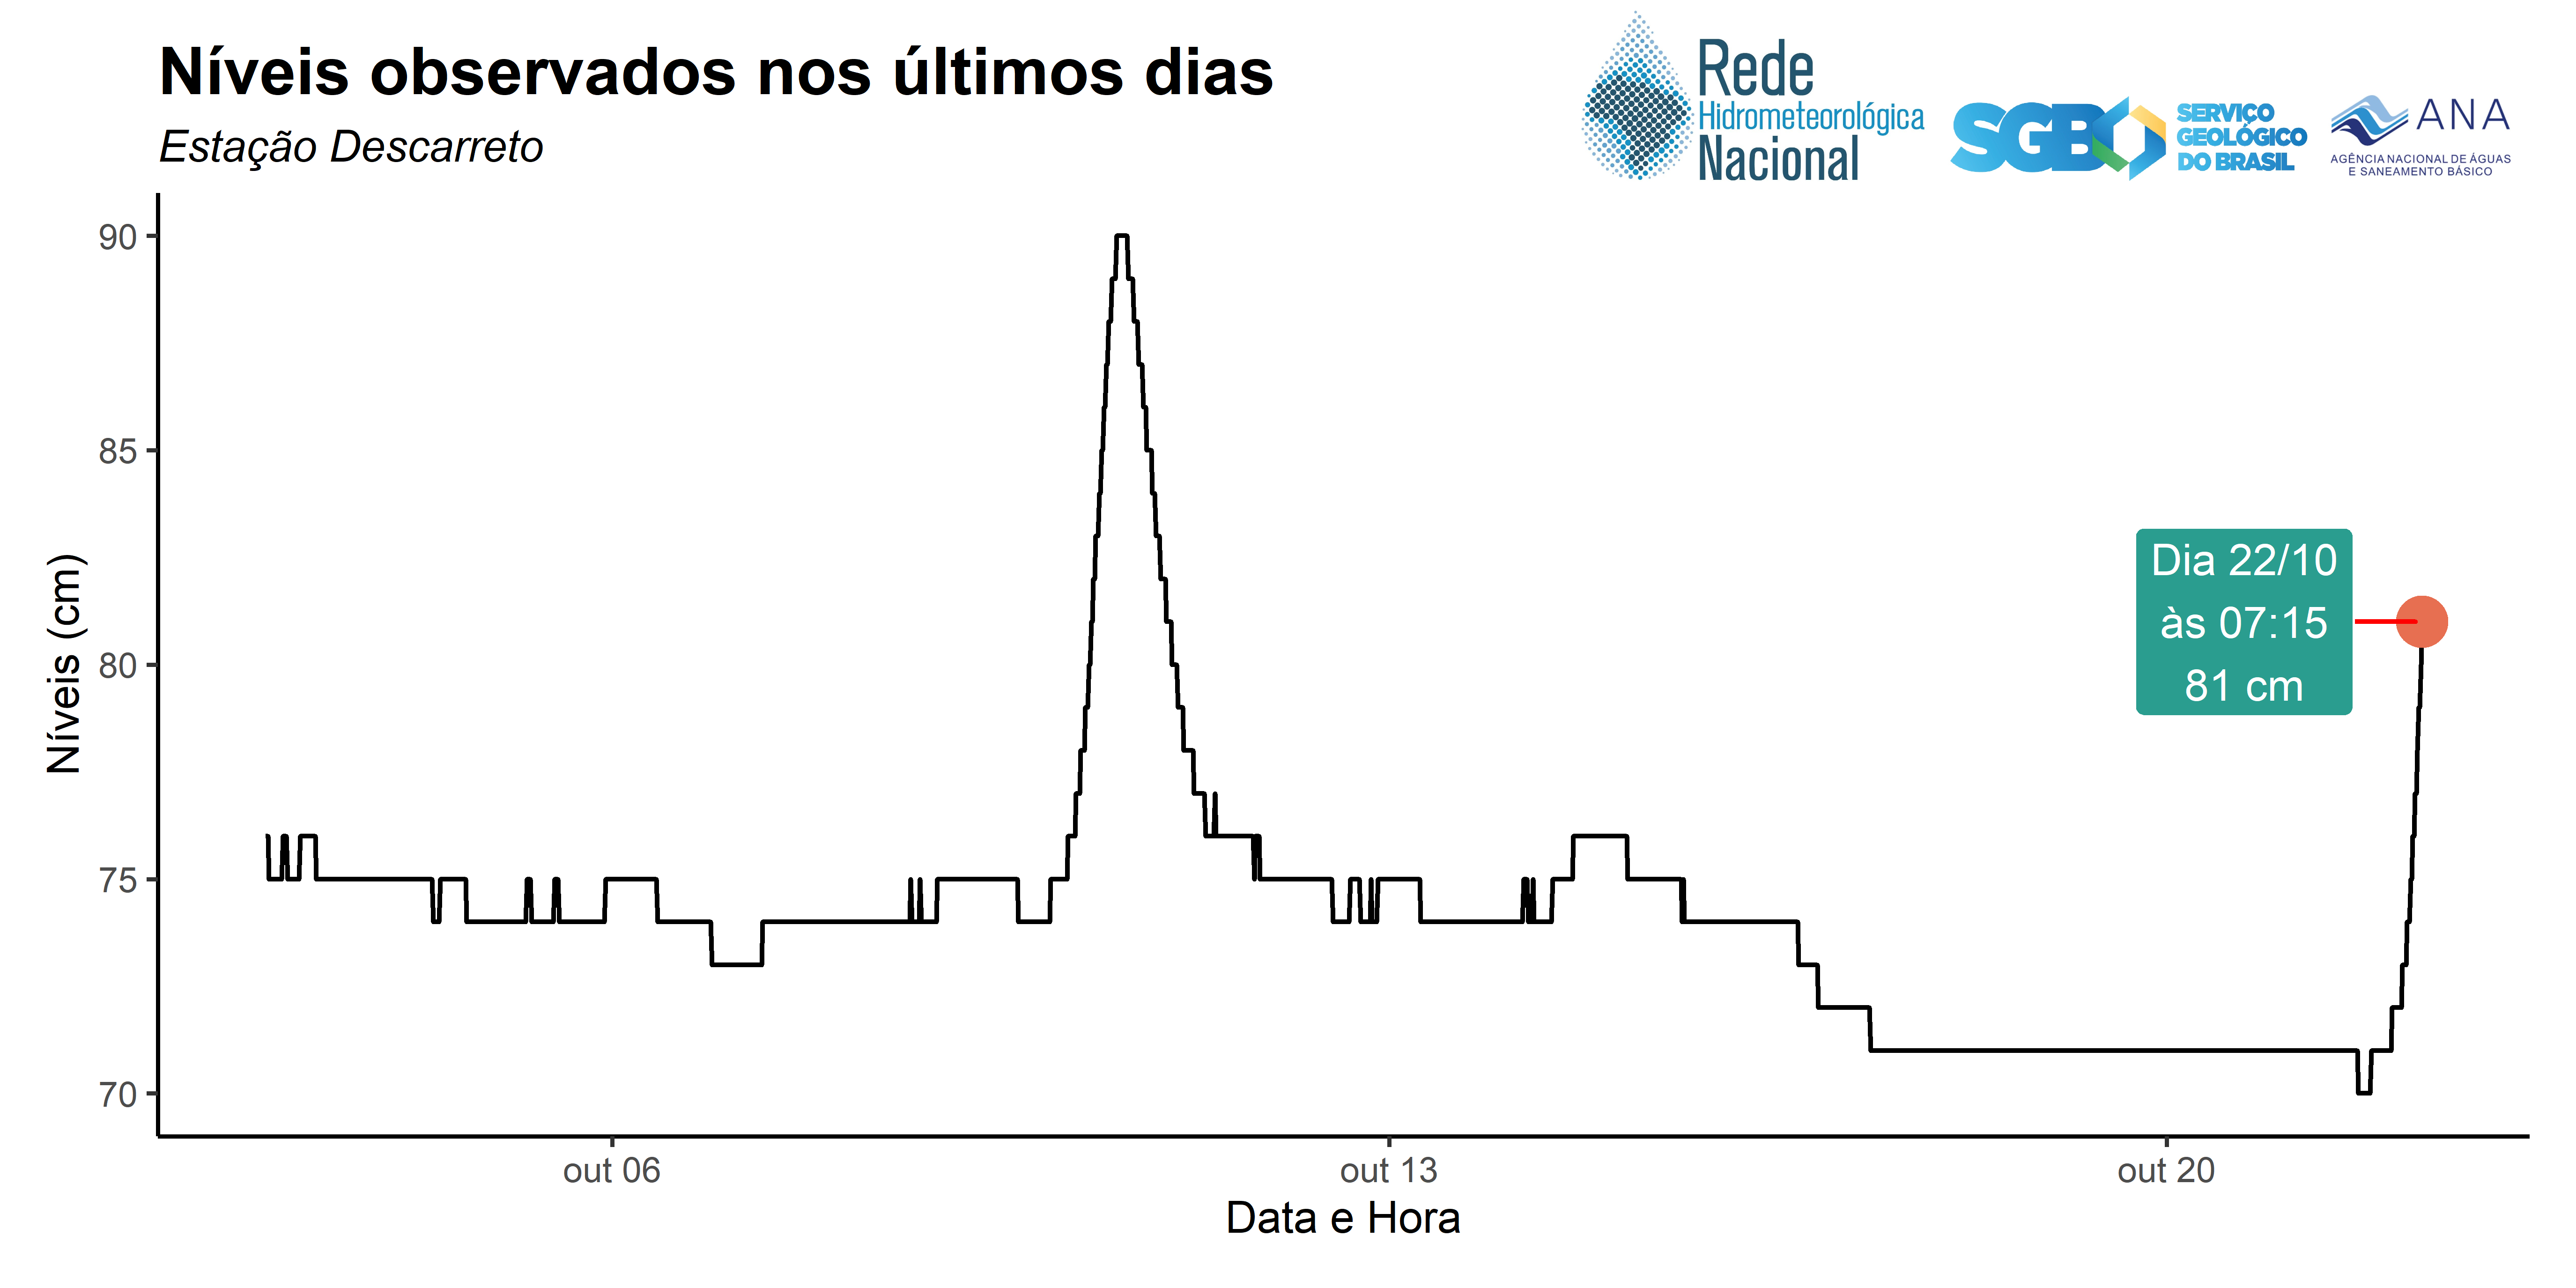 Níveis observados nos últimos dias
Estação Descarreto
Rede
Hidrometeorológica
Nacional
SGB
SERVIÇO
GEOLÓGICO
DO BRASIL
ANA
AGÊNCIA NACIONAL DE ÁGUAS
E SANEAMENTO BÁSICO
Níveis (cm)
90
85
80
75
70
Dia 22/10
às 07:15
81 cm
out 06
out 13
out 20
Data e Hora